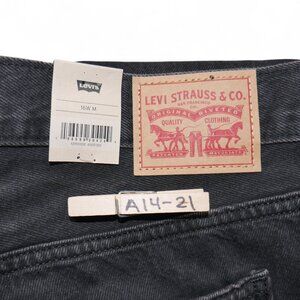 LEVI'S
16W M
LEVI STRAUSS & CO.
SAN FRANCISCO
CAL
ORIGINAL RIVETED
QUALITY CLOTHING
A14-21